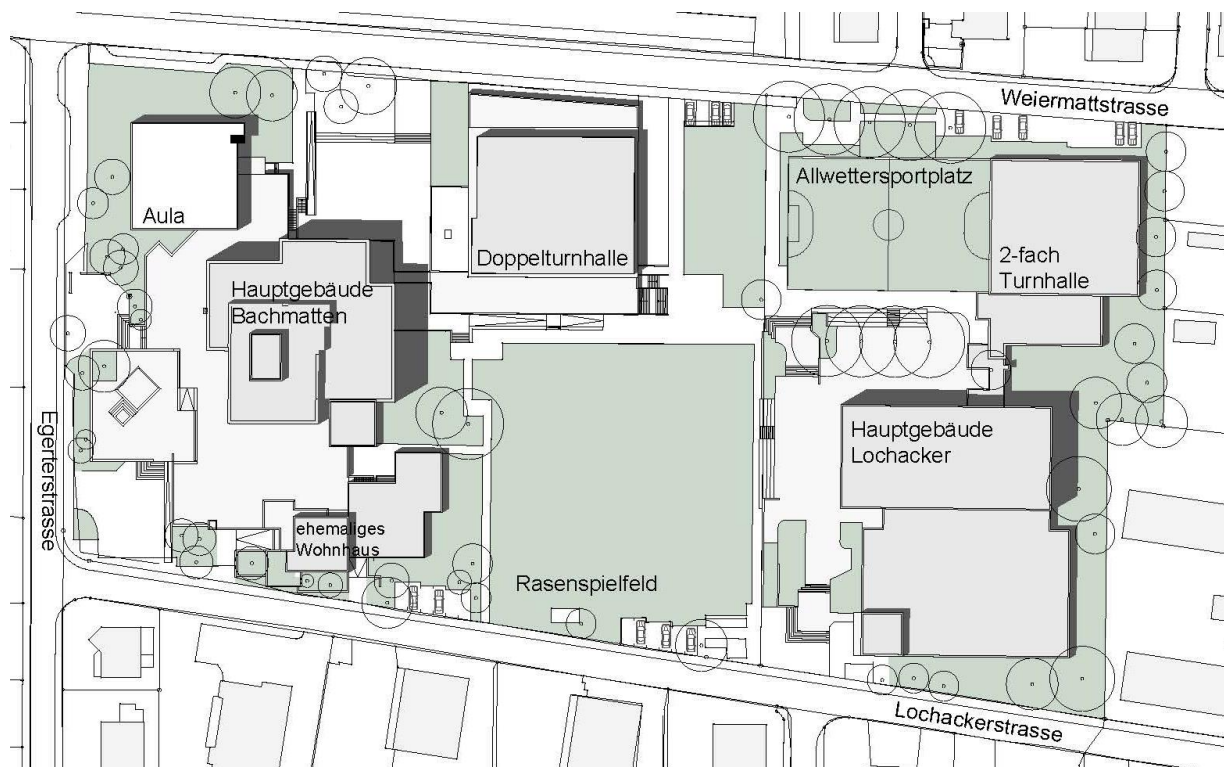 Weiermattstrasse
Aula
Allwettersportplatz
Doppelturnhalle
2-fach
Turnhalle
Hauptgebäude
Bachmatten
Egerterstrasse
Hauptgebäude
Lochacker
ehemaliges
Wohnhaus
Rasenspielfeld
Lochackerstrasse